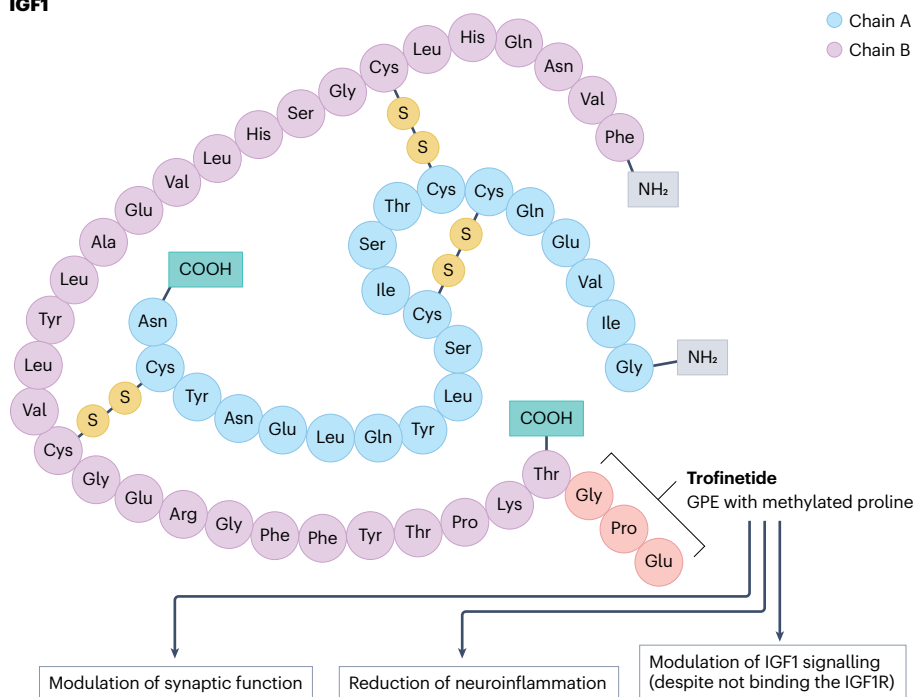 IGF1
Chain A
Chain B
Phe
Val
Asn
Gln
His
Leu
Cys
Gly
Ser
His
Leu
Val
Glu
Ala
Leu
Tyr
Leu
Val
Cys
Gly
Glu
Arg
Gly
Phe
Phe
Tyr
Thr
Pro
Lys
Thr
COOH
Gly
Pro
Glu
NH₂
S
S
Gly
NH₂
Ile
Val
Glu
Gln
Cys
Cys
Thr
Ser
Ile
Cys
Ser
Leu
Tyr
Gln
Leu
Glu
Asn
Tyr
Cys
Asn
COOH
S
S
S
S
Trofinetide
GPE with methylated proline
Modulation of synaptic function
Reduction of neuroinflammation
Modulation of IGF1 signalling
(despite not binding the IGF1R)